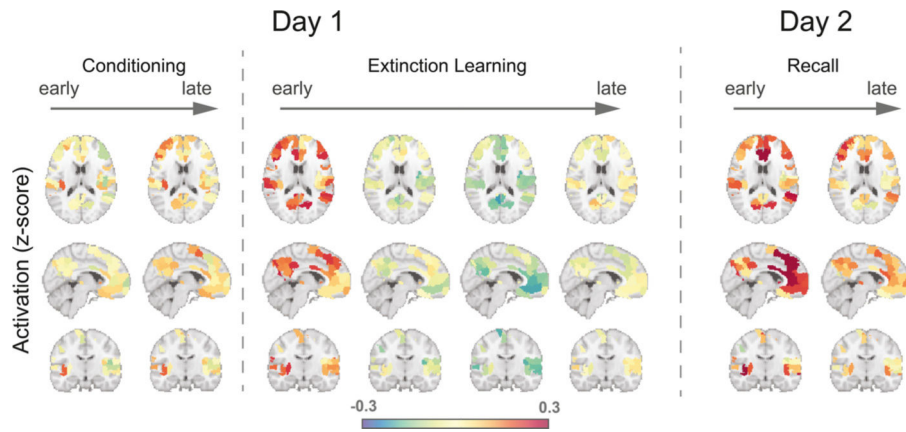 Day 1
Day 2
Conditioning
Extinction Learning
Recall
early
late
early
late
early
late
Activation (z-score)
-0.3
0.3